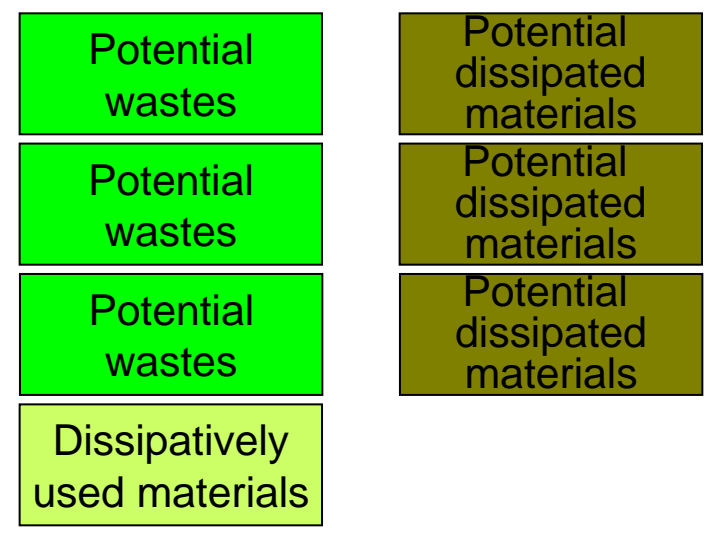 Potential
wastes
Potential
dissipated
materials
Potential
wastes
Potential
dissipated
materials
Potential
wastes
Potential
dissipated
materials
Dissipatively
used materials